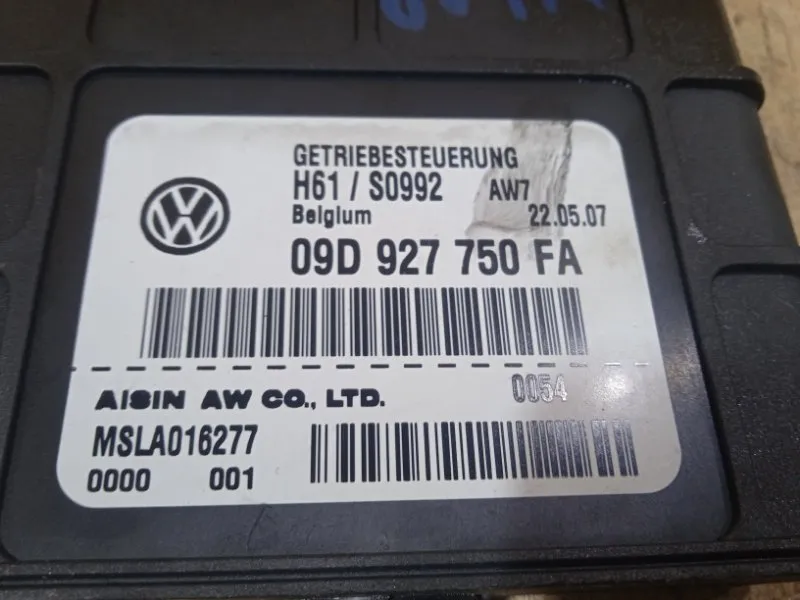 GETRIEBESTEUERUNG
H61 / S0992 AW7
Belgium 22.05.07
09D 927 750 FA
AISIN AW CO., LTD. 0054
MSLA016277
0000 001